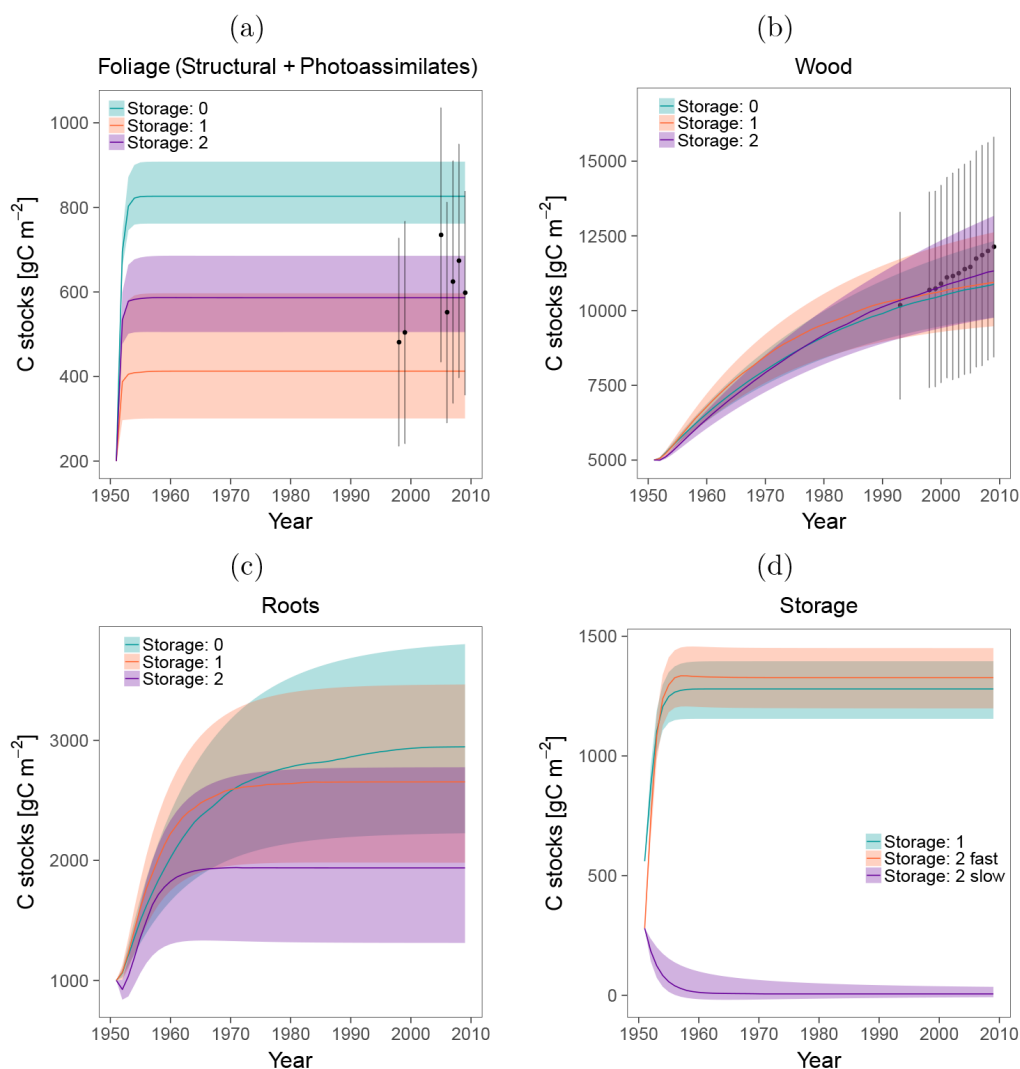 (a)
Foliage (Structural + Photoassimilates)
Storage: 0
Storage: 1
Storage: 2
C stocks [gC m⁻²]
1000
800
600
400
200
1950 1960 1970 1980 1990 2000 2010
Year
(b)
Wood
Storage: 0
Storage: 1
Storage: 2
C stocks [gC m⁻²]
15000
12500
10000
7500
5000
1950 1960 1970 1980 1990 2000 2010
Year
(c)
Roots
Storage: 0
Storage: 1
Storage: 2
C stocks [gC m⁻²]
3000
2000
1000
1950 1960 1970 1980 1990 2000 2010
Year
(d)
Storage
C stocks [gC m⁻²]
1500
1000
500
0
Storage: 1
Storage: 2 fast
Storage: 2 slow
1950 1960 1970 1980 1990 2000 2010
Year